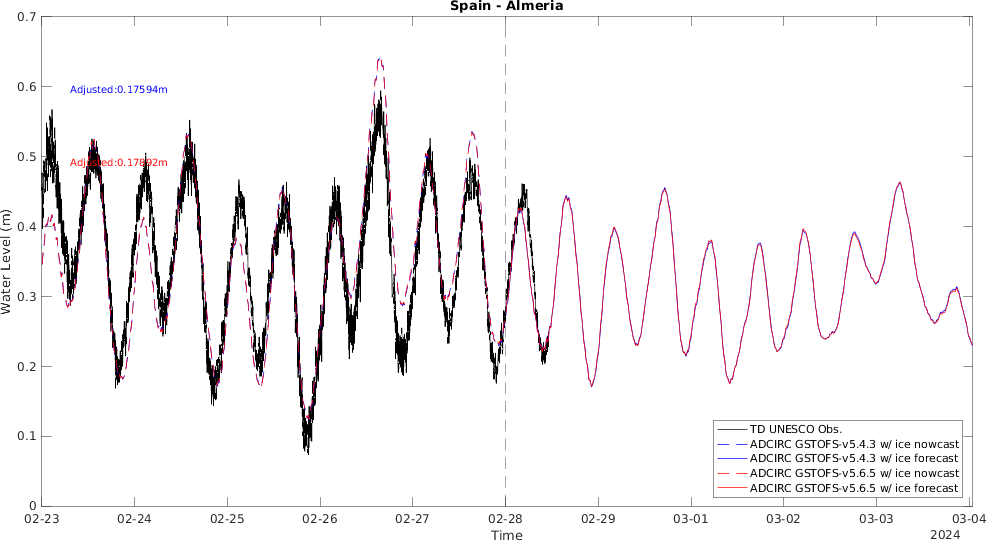 Spain - Almeria
0.7
0.6
0.5
0.4
0.3
0.2
0.1
0
Water Level (m)
Adjusted:0.17594m
Adjusted:0.17892m
TD UNESCO Obs.
ADCIRC GSTOFS-v5.4.3 w/ ice nowcast
ADCIRC GSTOFS-v5.4.3 w/ ice forecast
ADCIRC GSTOFS-v5.6.5 w/ ice nowcast
ADCIRC GSTOFS-v5.6.5 w/ ice forecast
02-23 02-24 02-25 02-26 02-27 02-28 02-29 03-01 03-02 03-03 03-04
Time
2024